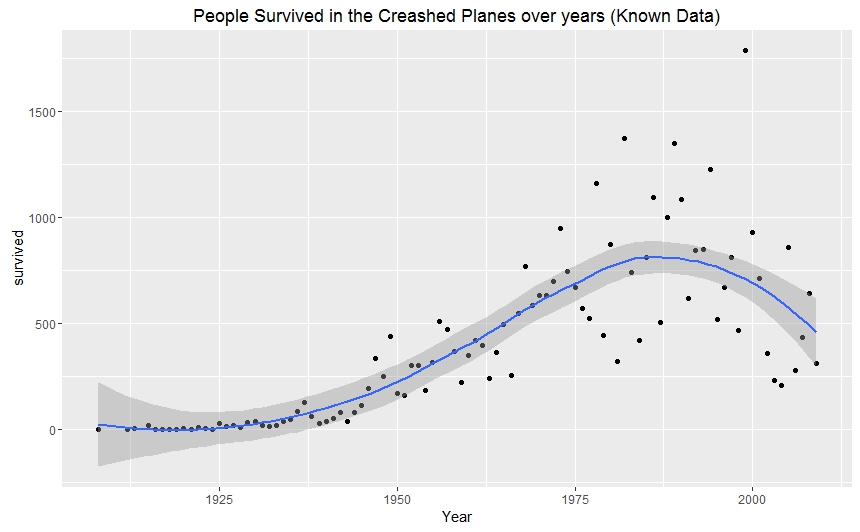 People Survived in the Creashed Planes over years (Known Data)
1500
1000
survived
500
0
1925 1950 1975 2000
Year